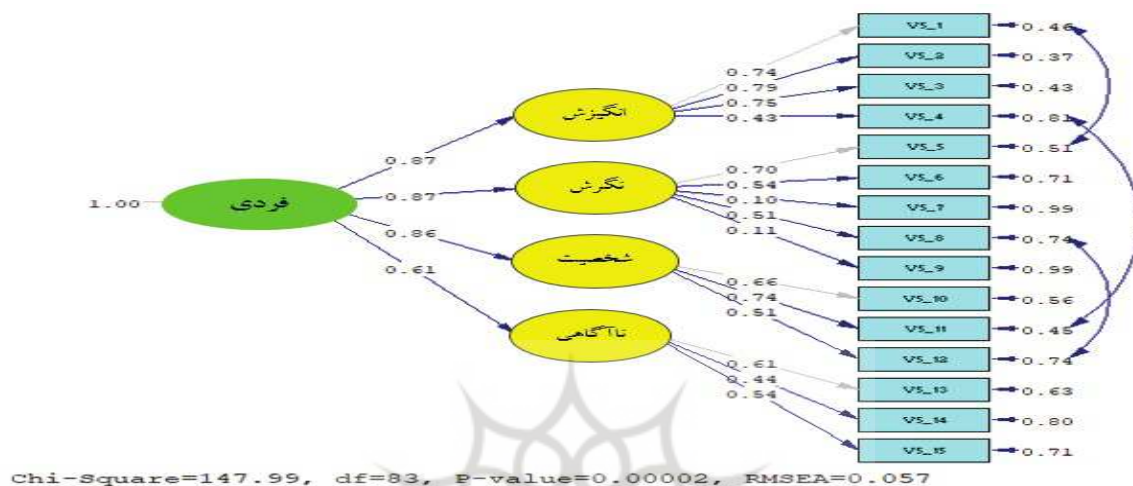 VS_1 0.46
VS_2 0.37
0.74
0.79
VS_3 0.43
0.75
انگیزش
0.43
VS_4 0.81
VS_5 0.51
0.87
0.70
VS_6 0.71
0.54
1.00
فردی
0.87
نگرش
0.10
VS_7 0.99
0.51
VS_8 0.74
0.11
0.86
VS_9 0.99
شخصیت
0.61
0.66
VS_10 0.56
0.74
VS_11 0.45
0.51
ناآگاهی
VS_12 0.74
0.61
VS_13 0.63
0.44
0.54
VS_14 0.80
VS_15 0.71
Chi-Square=147.99, df=83, P-value=0.00002, RMSEA=0.057